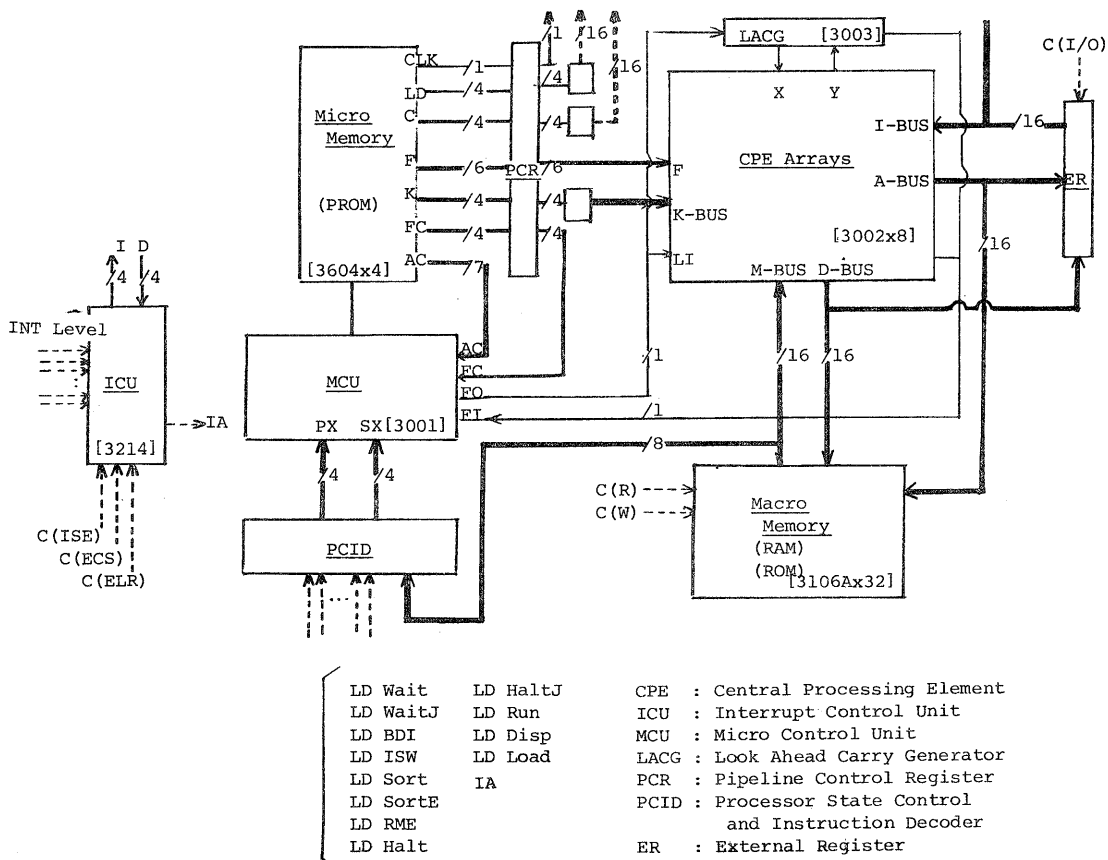 /1 /16
LACG [3003]
C(I/O)
/16
CLK /1 /4
LD /4
C /4 /4
Micro
Memory
F /6 PCR /6
(PROM)
K /4 /4
FC /4 /4
AC /7
[3604x4]
X Y
I-BUS /16
CPE Arrays
F
A-BUS
ER
K-BUS
[3002x8]
/16
LI
M-BUS D-BUS
I D
/4 /4
INT Level
ICU
[3214]
IA
C(ISE)
C(ECS)
C(ELR)
AC
MCU FC
FO /1
FI /1
PX SX[3001]
/16 /16
/8
/4 /4
PCID
...
C(R)
C(W)
Macro
Memory
(RAM)
(ROM)
[3106Ax32]
LD Wait LD HaltJ CPE : Central Processing Element
LD WaitJ LD Run ICU : Interrupt Control Unit
LD BDI LD Disp MCU : Micro Control Unit
LD ISW LD Load LACG : Look Ahead Carry Generator
LD Sort IA PCR : Pipeline Control Register
LD SortE PCID : Processor State Control
LD RME and Instruction Decoder
LD Halt ER : External Register